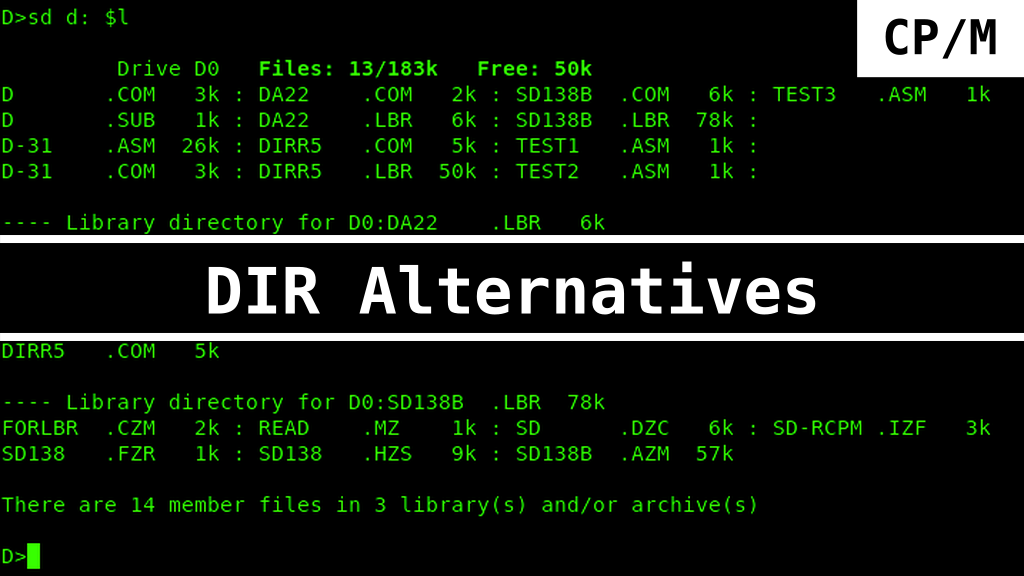 D>sd d: $l
CP/M
Drive D0   Files: 13/183k   Free: 50k
D       .COM   3k : DA22    .COM   2k : SD138B  .COM   6k : TEST3   .ASM   1k
D       .SUB   1k : DA22    .LBR   6k : SD138B  .LBR  78k :
D-31    .ASM  26k : DIRR5   .COM   5k : TEST1   .ASM   1k :
D-31    .COM   3k : DIRR5   .LBR  50k : TEST2   .ASM   1k :
---- Library directory for D0:DA22    .LBR   6k
DIR Alternatives
DIRR5   .COM   5k
---- Library directory for D0:SD138B  .LBR  78k
FORLBR  .CZM   2k : READ    .MZ    1k : SD      .DZC   6k : SD-RCPM .IZF   3k
SD138   .FZR   1k : SD138   .HZS   9k : SD138B  .AZM  57k
There are 14 member files in 3 library(s) and/or archive(s)
D>